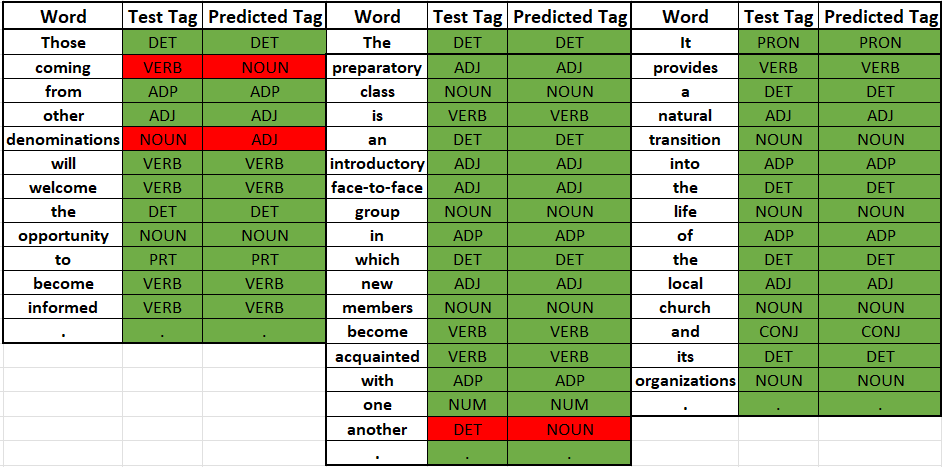 Word Test Tag Predicted Tag Word Test Tag Predicted Tag Word Test Tag Predicted Tag
Those DET DET The DET DET It PRON PRON
coming VERB NOUN preparatory ADJ ADJ provides VERB VERB
from ADP ADP class NOUN NOUN a DET DET
other ADJ ADJ is VERB VERB natural ADJ ADJ
denominations NOUN ADJ an DET DET transition NOUN NOUN
will VERB VERB introductory ADJ ADJ into ADP ADP
welcome VERB VERB face-to-face ADJ ADJ the DET DET
the DET DET group NOUN NOUN life NOUN NOUN
opportunity NOUN NOUN in ADP ADP of ADP ADP
to PRT PRT which DET DET the DET DET
become VERB VERB new ADJ ADJ local ADJ ADJ
informed VERB VERB members NOUN NOUN church NOUN NOUN
. . . become VERB VERB and CONJ CONJ
acquainted VERB VERB its DET DET
with ADP ADP organizations NOUN NOUN
one NUM NUM . . .
another DET NOUN
. . .